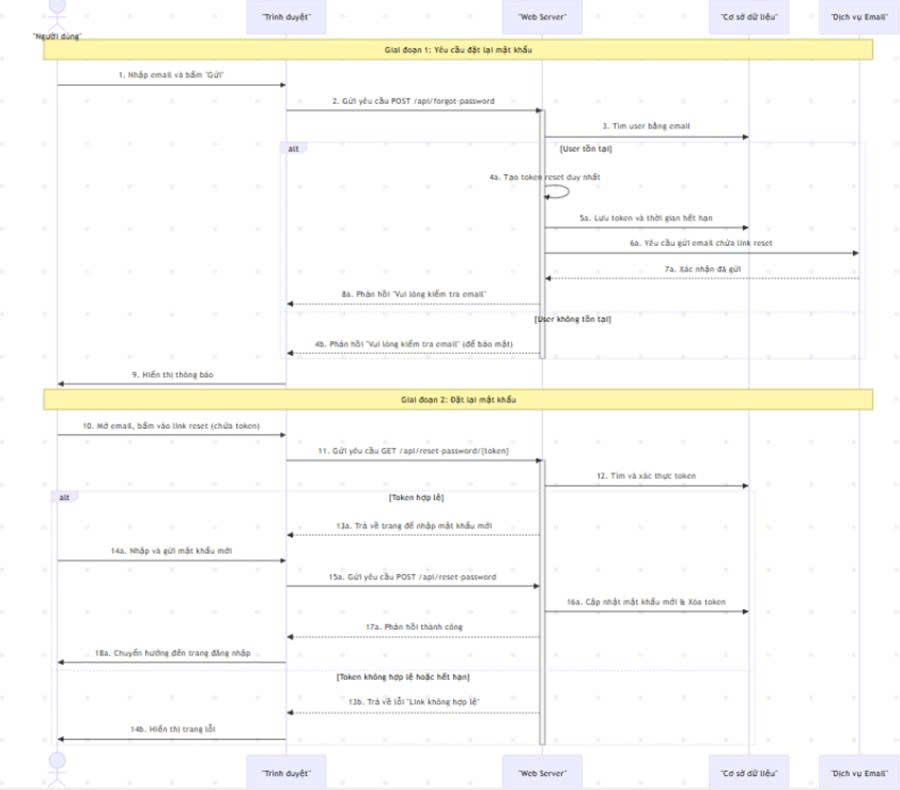 "Người dùng"
"Trình duyệt"
"Web Server"
"Cơ sở dữ liệu"
"Dịch vụ Email"
Giai đoạn 1: Yêu cầu đặt lại mật khẩu
1. Nhập email và bấm "Gửi"
2. Gửi yêu cầu POST /api/forgot-password
3. Tìm user bằng email
alt
[User tồn tại]
4a. Tạo token reset duy nhất
5a. Lưu token và thời gian hết hạn
6a. Yêu cầu gửi email chứa link reset
7a. Xác nhận đã gửi
8a. Phản hồi "Vui lòng kiểm tra email"
[User không tồn tại]
4b. Phản hồi "Vui lòng kiểm tra email" (để bảo mật)
9. Hiển thị thông báo
Giai đoạn 2: Đặt lại mật khẩu
10. Mở email, bấm vào link reset (chứa token)
11. Gửi yêu cầu GET /api/reset-password/[token]
12. Tìm và xác thực token
alt
[Token hợp lệ]
13a. Trả về trang để nhập mật khẩu mới
14a. Nhập và gửi mật khẩu mới
15a. Gửi yêu cầu POST /api/reset-password
16a. Cập nhật mật khẩu mới & Xóa token
17a. Phản hồi thành công
18a. Chuyển hướng đến trang đăng nhập
[Token không hợp lệ hoặc hết hạn]
13b. Trả về lỗi "Link không hợp lệ"
14b. Hiển thị trang lỗi
"Trình duyệt"
"Web Server"
"Cơ sở dữ liệu"
"Dịch vụ Email"